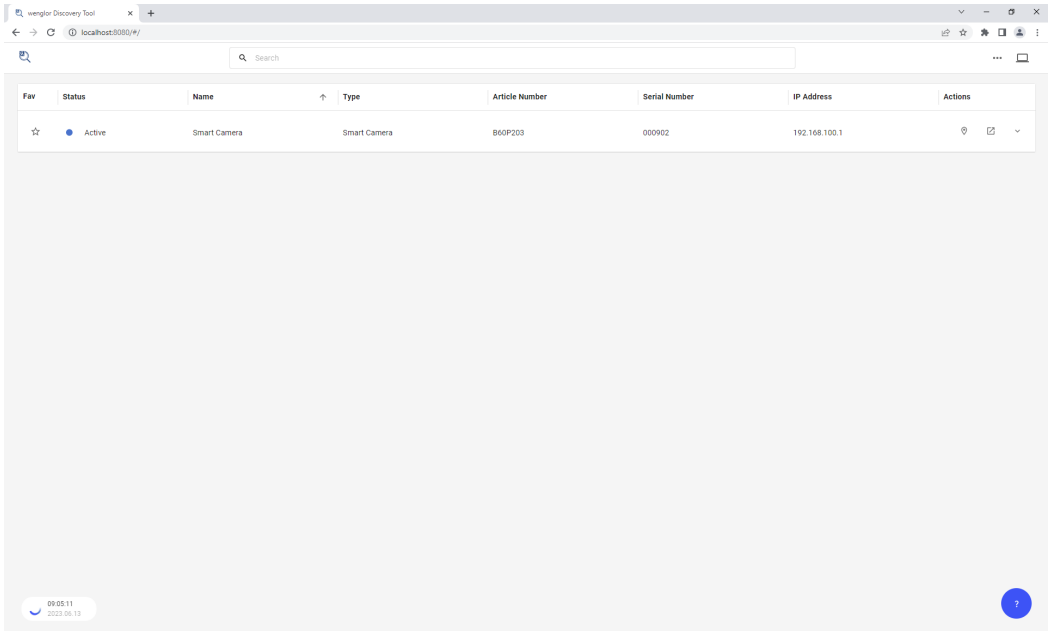 wenglor Discovery Tool
localhost:8080/#/
Search
Fav Status Name Type Article Number Serial Number IP Address Actions
Active Smart Camera Smart Camera B60P203 000902 192.168.100.1
09:05:11
2023.06.13
?